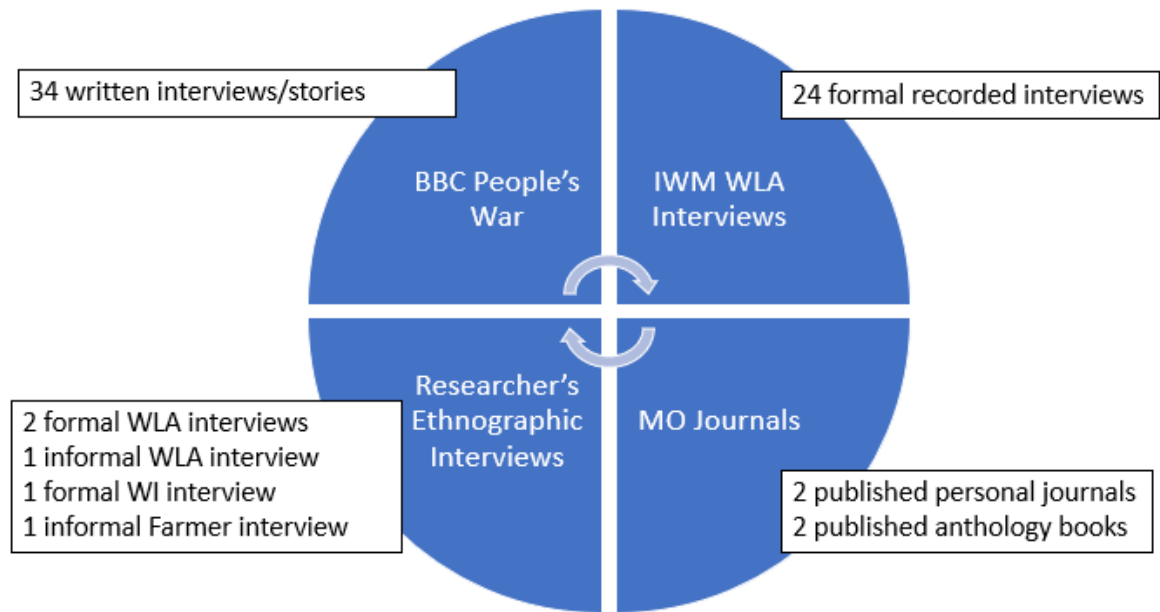 34 written interviews/stories
24 formal recorded interviews
BBC People's
War
IWM WLA
Interviews
Researcher's
Ethnographic
Interviews
MO Journals
2 formal WLA interviews
1 informal WLA interview
1 formal WI interview
1 informal Farmer interview
2 published personal journals
2 published anthology books